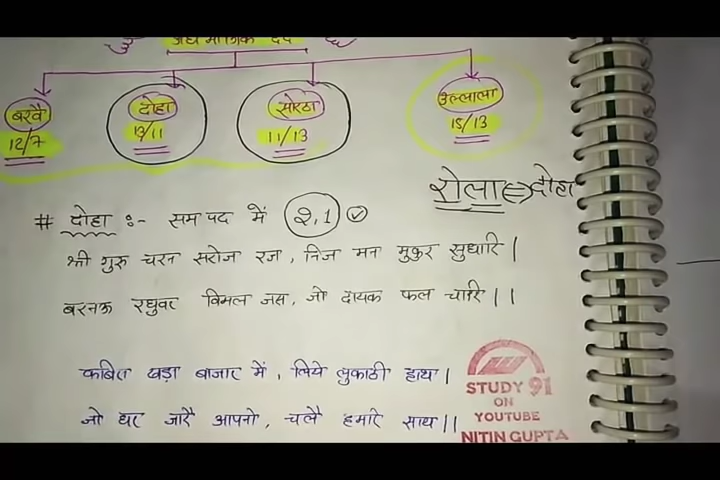 अर्ध मात्रिक छंद
बरवै
12/7
दोहा
13/11
सोरठा
11/13
उल्लाला
15/13
रोला ↔ दोहा
# दोहा :- सम पद में 2,1
श्री गुरु चरन सरोज रज, निज मन मुकुर सुधारि |
बरनऊ रघुवर विमल जस, जो दायक फल चारि ||
कबिरा खड़ा बाजार में, लिये लुकाठी हाथ |
जो घर जारै आपनो, चलै हमारे साथ ||
STUDY 91
ON
YOUTUBE
NITIN GUPTA